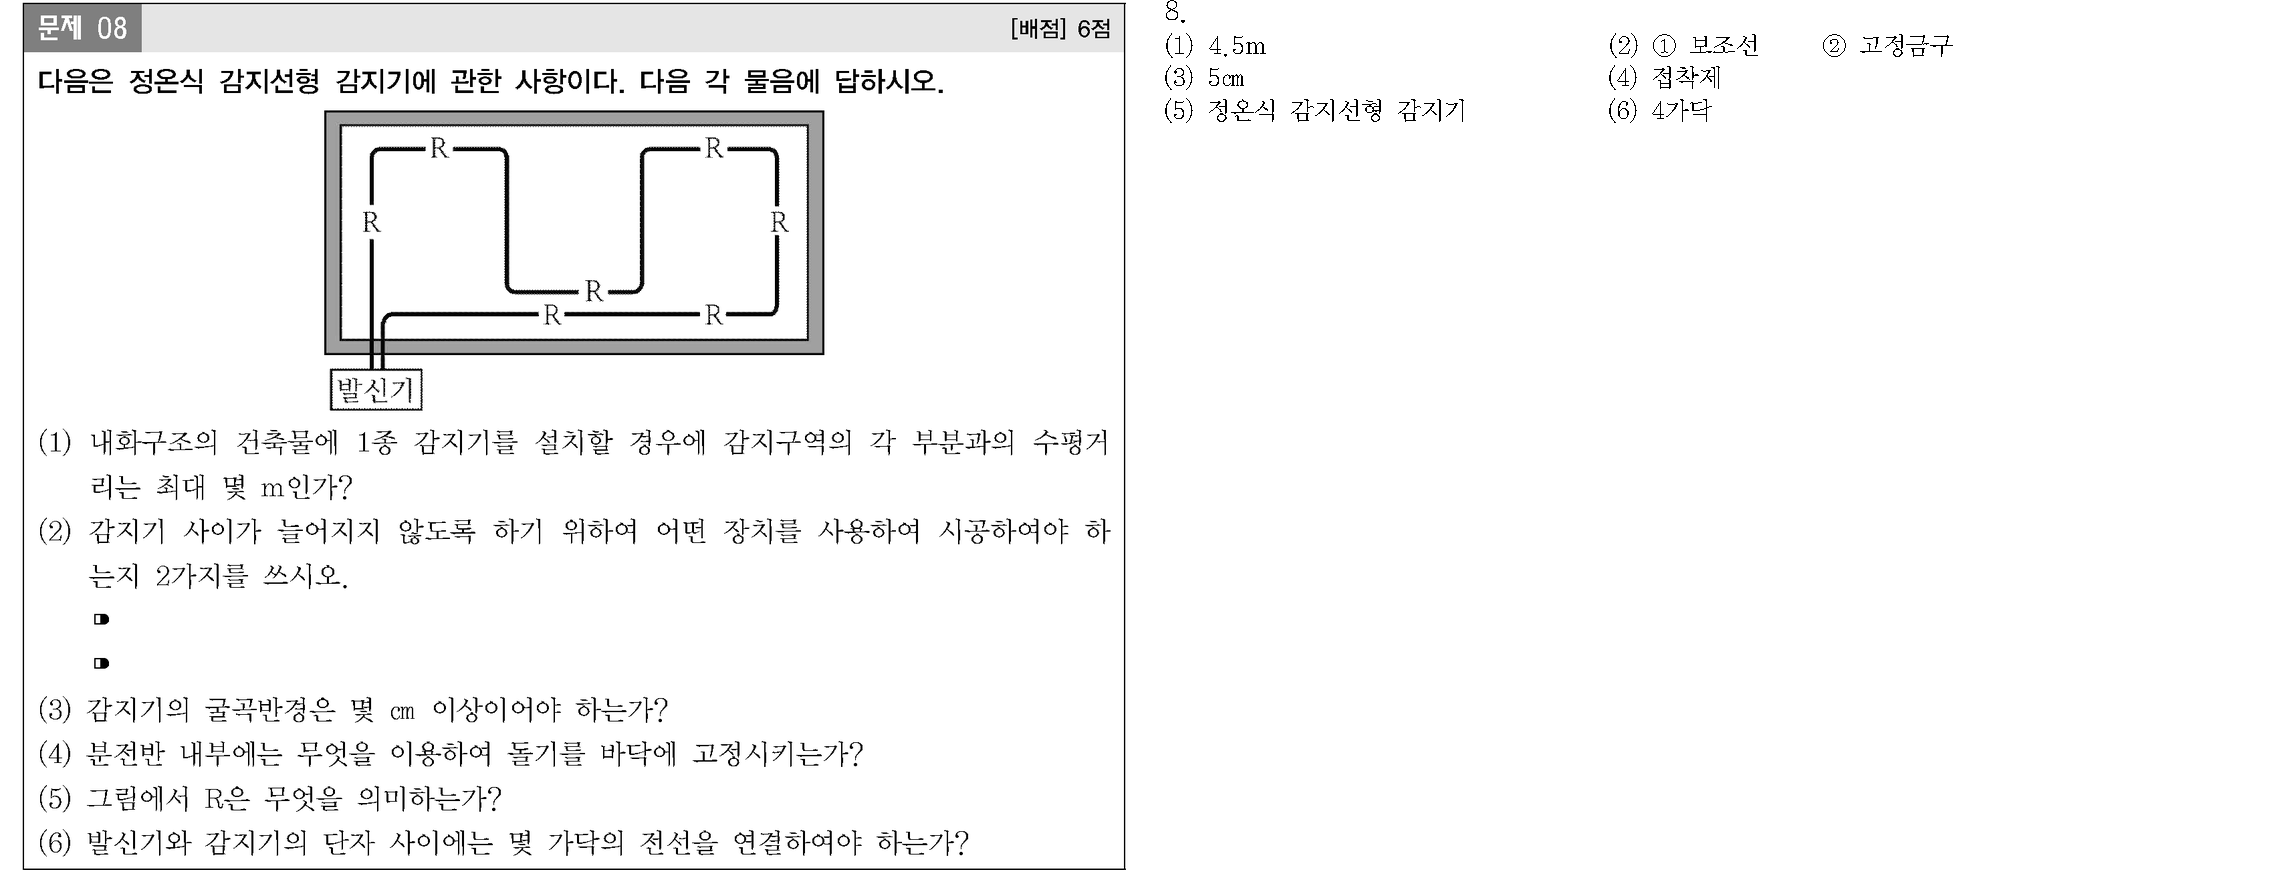 문제 08
[배점] 6점
다음은 정온식 감지선형 감지기에 관한 사항이다. 다음 각 물음에 답하시오.
R
R
R
R
R
R
R
발신기
(1) 내화구조의 건축물에 1종 감지기를 설치할 경우에 감지구역의 각 부분과의 수평거
리는 최대 몇 m인가?
(2) 감지기 사이가 늘어지지 않도록 하기 위하여 어떤 장치를 사용하여 시공하여야 하
는지 2가지를 쓰시오.
(3) 감지기의 굴곡반경은 몇 ㎝ 이상이어야 하는가?
(4) 분전반 내부에는 무엇을 이용하여 돌기를 바닥에 고정시키는가?
(5) 그림에서 R은 무엇을 의미하는가?
(6) 발신기와 감지기의 단자 사이에는 몇 가닥의 전선을 연결하여야 하는가?
8.
(1) 4.5m (2) ① 보조선 ② 고정금구
(3) 5㎝ (4) 접착제
(5) 정온식 감지선형 감지기 (6) 4가닥